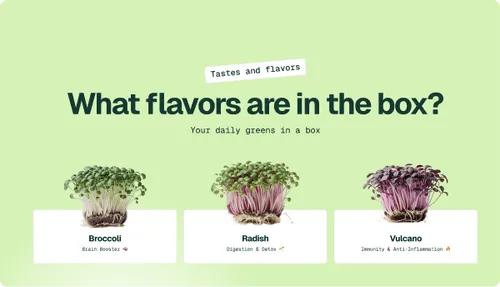 Tastes and flavors
What flavors are in the box?
Your daily greens in a box
Broccoli
Brain Booster 🧠
Radish
Digestion & Detox 🌱
Vulcano
Immunity & Anti-Inflammation 🔥